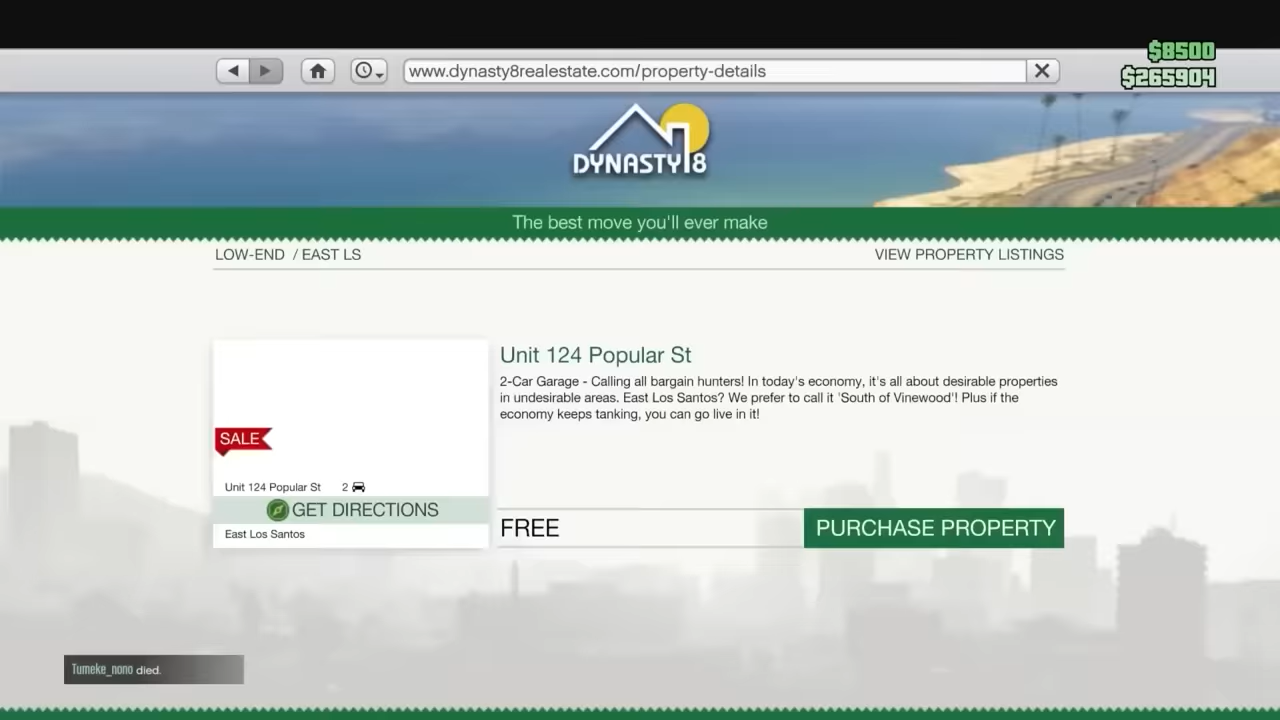 $8500
www.dynasty8realestate.com/property-details
$265904
DYNASTY 8
The best move you'll ever make
LOW-END / EAST LS
VIEW PROPERTY LISTINGS
Unit 124 Popular St
2-Car Garage - Calling all bargain hunters! In today's economy, it's all about desirable properties
in undesirable areas. East Los Santos? We prefer to call it 'South of Vinewood'! Plus if the
economy keeps tanking, you can go live in it!
SALE
Unit 124 Popular St 2
GET DIRECTIONS
East Los Santos
FREE
PURCHASE PROPERTY
Tumeke_nono died.